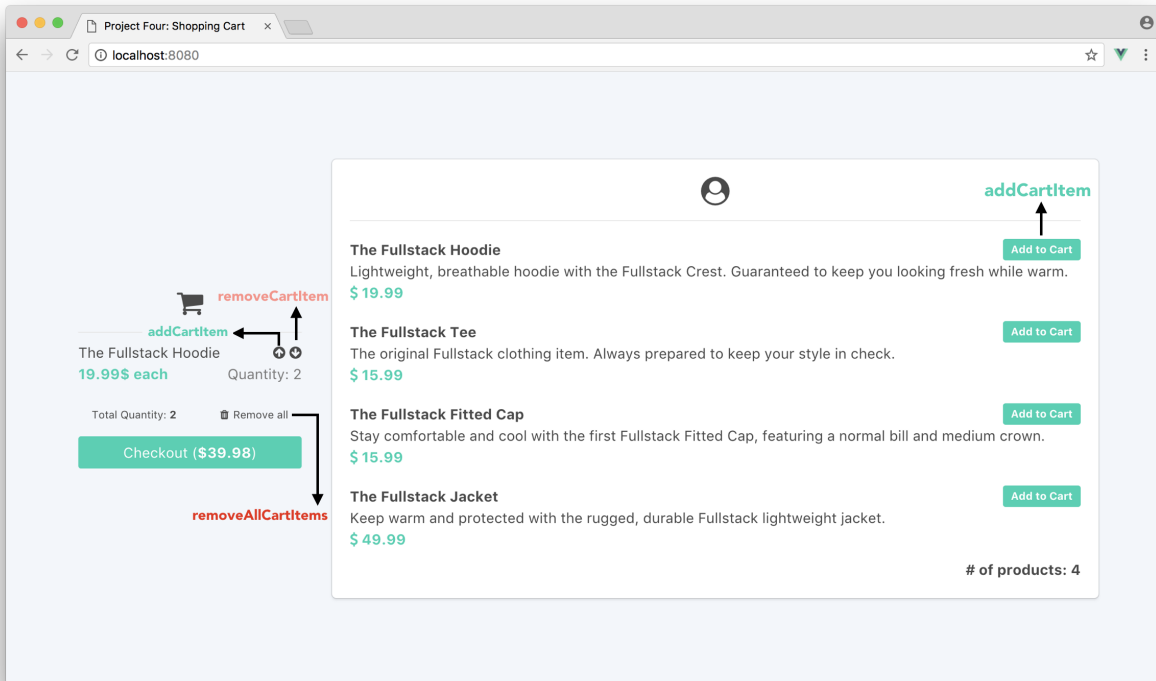 Project Four: Shopping Cart
localhost:8080
addCartItem
The Fullstack Hoodie
Add to Cart
Lightweight, breathable hoodie with the Fullstack Crest. Guaranteed to keep you looking fresh while warm.
$ 19.99
The Fullstack Tee
Add to Cart
The original Fullstack clothing item. Always prepared to keep your style in check.
$ 15.99
The Fullstack Fitted Cap
Add to Cart
Stay comfortable and cool with the first Fullstack Fitted Cap, featuring a normal bill and medium crown.
$ 15.99
The Fullstack Jacket
Add to Cart
Keep warm and protected with the rugged, durable Fullstack lightweight jacket.
$ 49.99
# of products: 4
removeCartItem
addCartItem
The Fullstack Hoodie
19.99$ each
Quantity: 2
Total Quantity: 2
Remove all
Checkout ($39.98)
removeAllCartItems